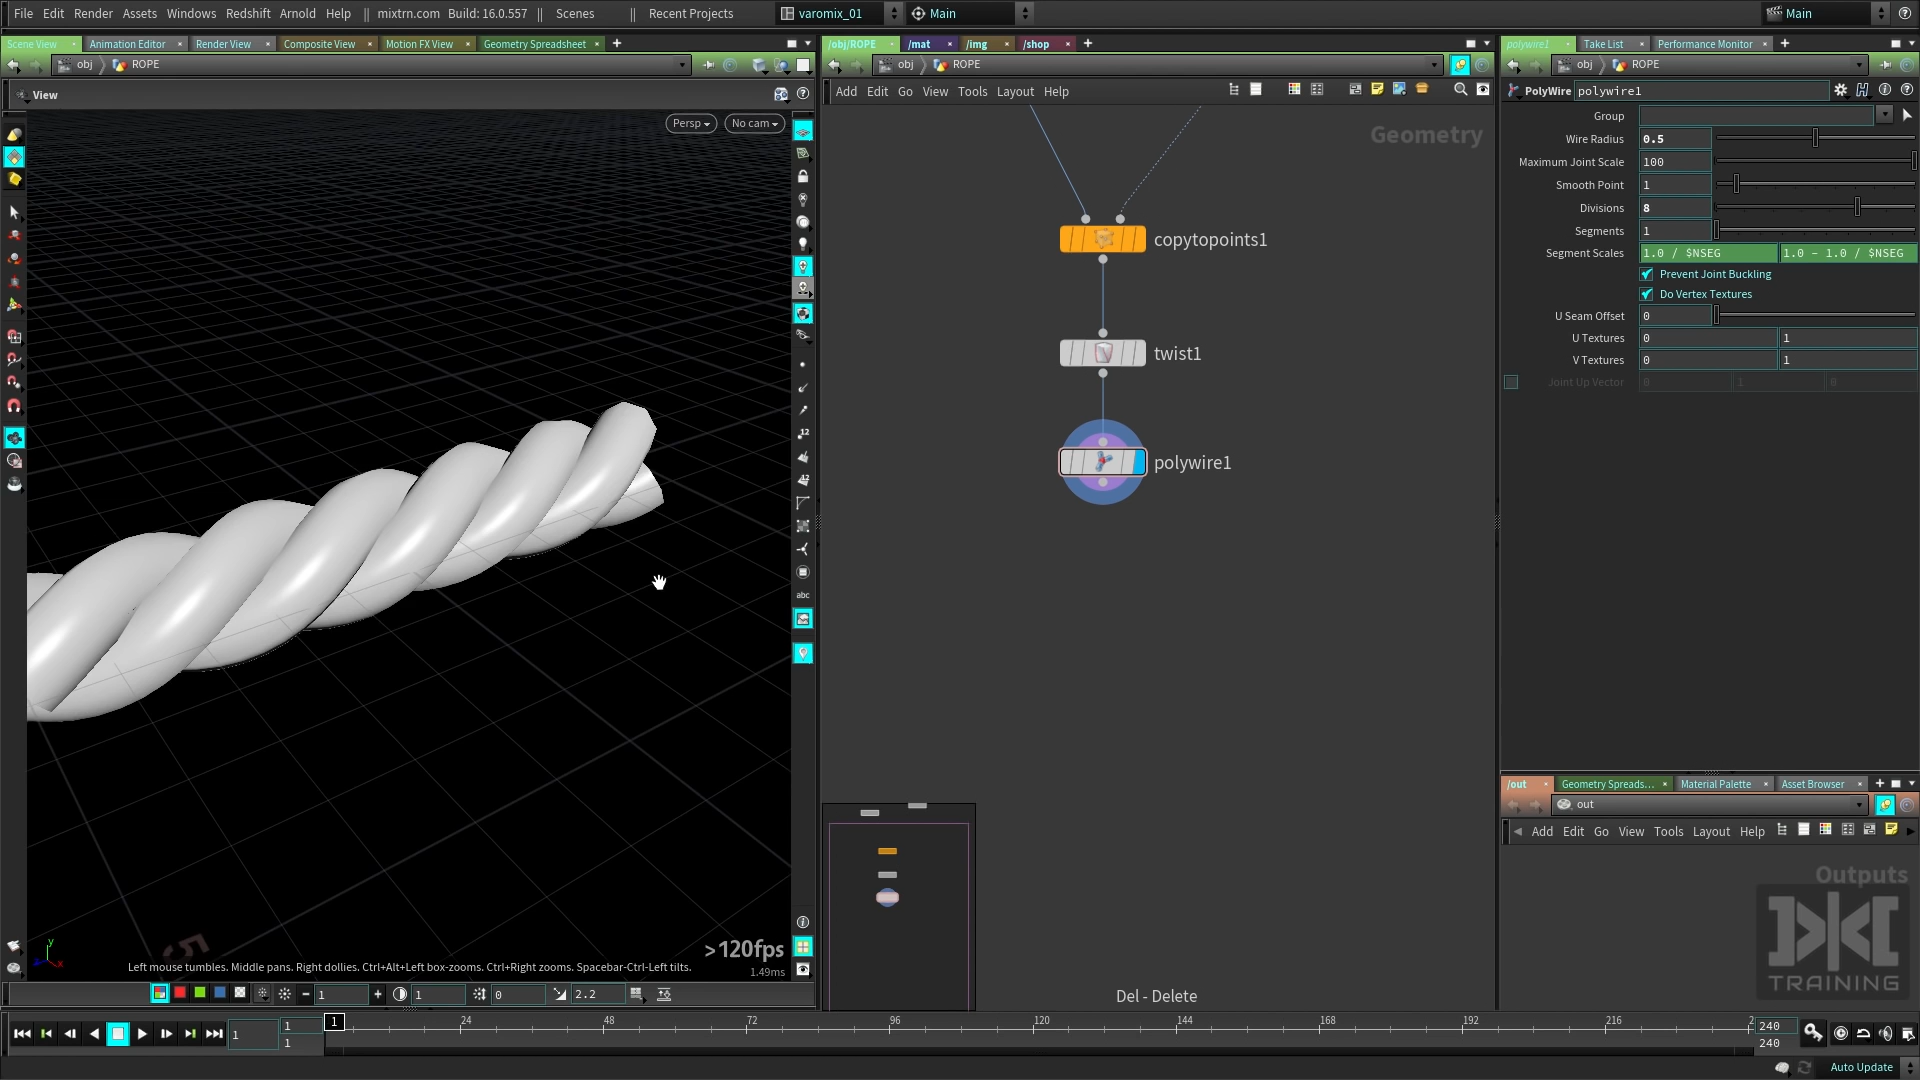 File Edit Render Assets Windows Redshift Arnold Help || mixtrn.com Build: 16.0.557 || Scenes || Recent Projects varomix_01 Main Main
Scene View Animation Editor Render View Composite View Motion FX View Geometry Spreadsheet
obj ROPE
View
Persp No cam
12
12
abc
>120fps
Left mouse tumbles. Middle pans. Right dollies. Ctrl+Alt+Left box-zooms. Ctrl+Right zooms. Spacebar-Ctrl-Left tilts.
1.49ms
y
x
1 1 0 2.2
/obj/ROPE /mat /img /shop
obj ROPE
Add Edit Go View Tools Layout Help
Geometry
copytopoints1
twist1
polywire1
Del - Delete
polywire1 Take List Performance Monitor
obj ROPE
PolyWire polywire1
Group
Wire Radius 0.5
Maximum Joint Scale 100
Smooth Point 1
Divisions 8
Segments 1
Segment Scales 1.0 / $NSEG 1.0 - 1.0 / $NSEG
Prevent Joint Buckling
Do Vertex Textures
U Seam Offset 0
U Textures 0 1
V Textures 0 1
Joint Up Vector 0 1 0
/out Geometry Spreads... Material Palette Asset Browser
out
Add Edit Go View Tools Layout Help
Outputs
TRAINING
1 1 1 1 24 48 72 96 120 144 168 192 216 2 240 240
Auto Update